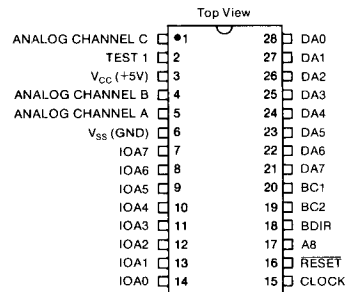 Top View
ANALOG CHANNEL C 1 28 DA0
TEST 1 2 27 DA1
VCC (+5V) 3 26 DA2
ANALOG CHANNEL B 4 25 DA3
ANALOG CHANNEL A 5 24 DA4
VSS (GND) 6 23 DA5
IOA7 7 22 DA6
IOA6 8 21 DA7
IOA5 9 20 BC1
IOA4 10 19 BC2
IOA3 11 18 BDIR
IOA2 12 17 A8
IOA1 13 16 RESET
IOA0 14 15 CLOCK